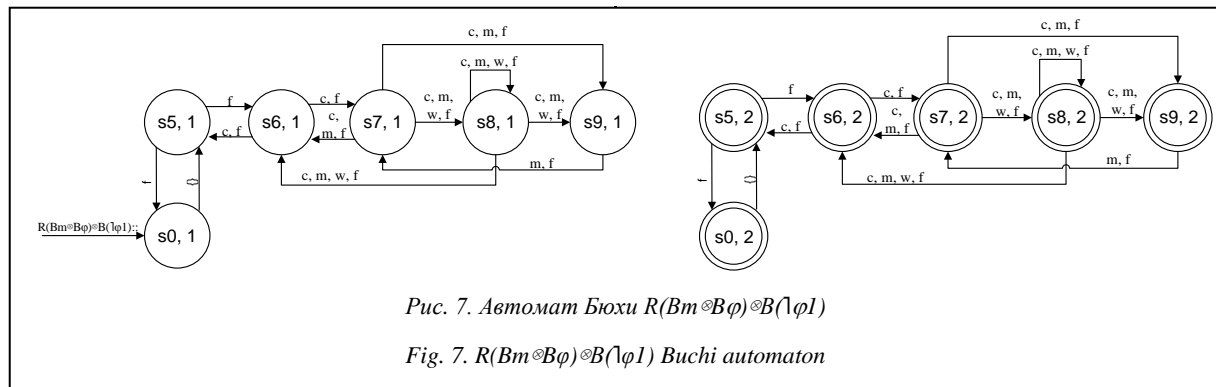 c, m, f
c, m, w, f
f
c, f
c, m,
w, f
c, m,
w, f
s5, 1
s6, 1
s7, 1
s8, 1
s9, 1
c, f
c,
m, f
m, f
c, m, w, f
f
{}
R(Bm⊗Bφ)⊗B(⅂φ1)::
s0, 1
c, m, f
c, m, w, f
f
c, f
c, m,
w, f
c, m,
w, f
s5, 2
s6, 2
s7, 2
s8, 2
s9, 2
c, f
c,
m, f
m, f
c, m, w, f
f
{}
s0, 2
Рис. 7. Автомат Бюхи R(Bm⊗Bφ)⊗B(⅂φ1)
Fig. 7. R(Bm⊗Bφ)⊗B(⅂φ1) Buchi automaton